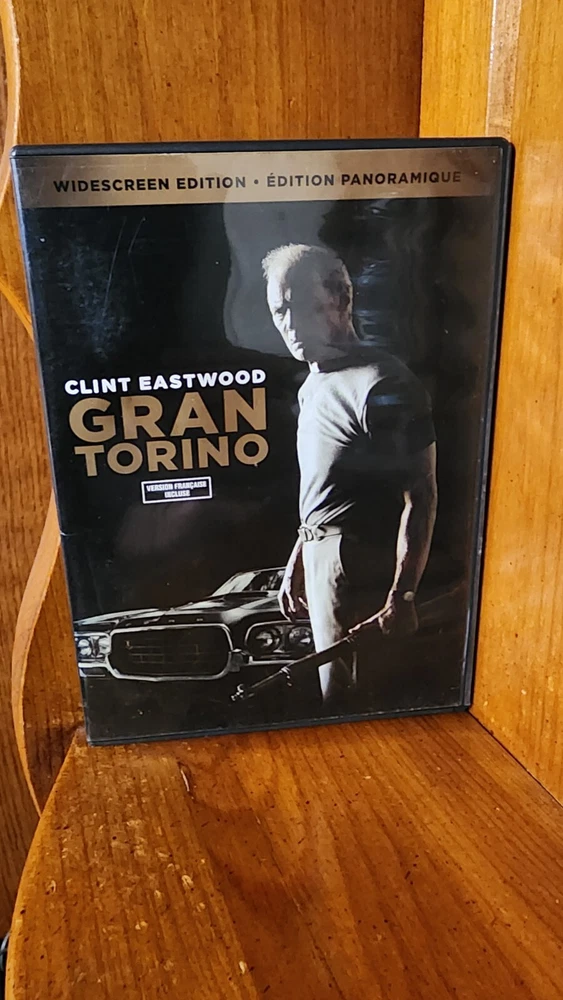 WIDESCREEN EDITION • ÉDITION PANORAMIQUE
CLINT EASTWOOD
GRAN
TORINO
VERSION FRANÇAISE
INCLUSE